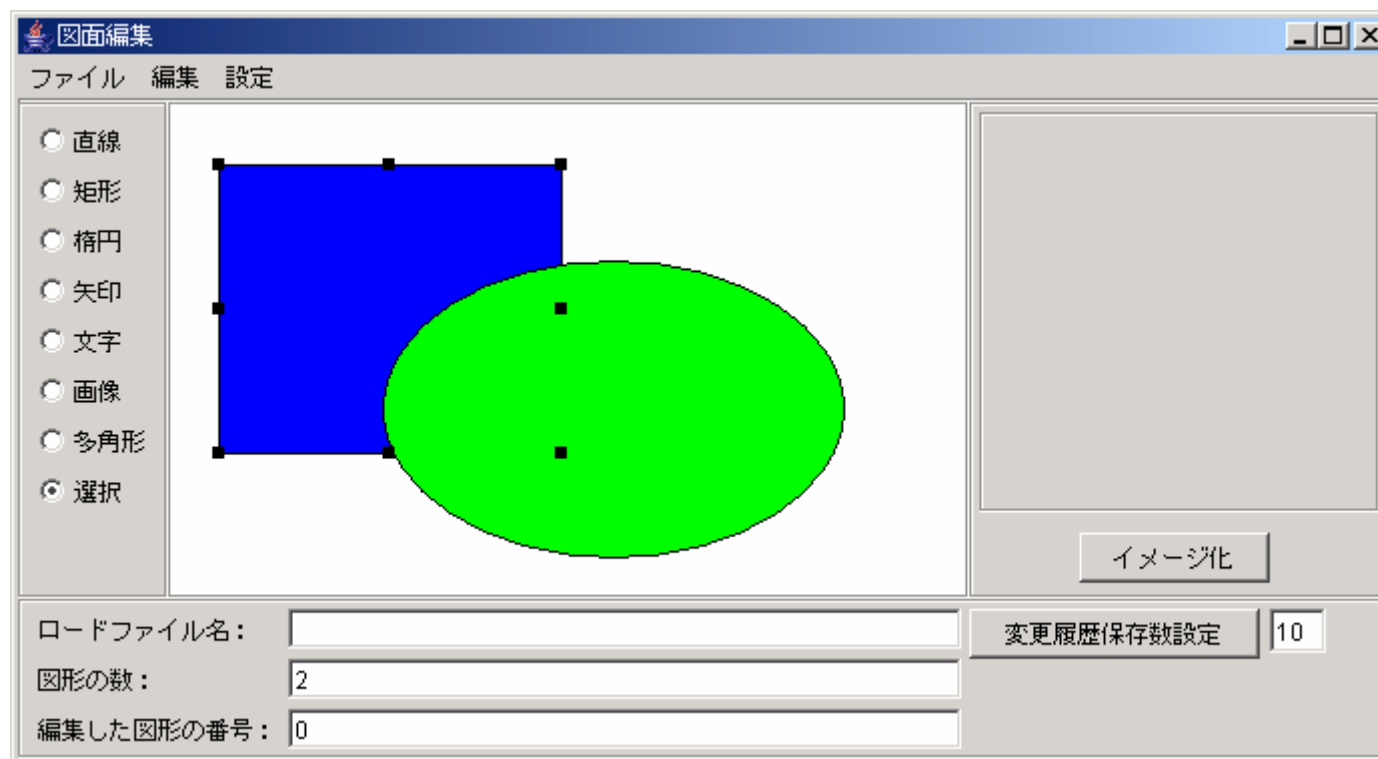 図面編集
ファイル 編集 設定
直線
矩形
楕円
矢印
文字
画像
多角形
選択
イメージ化
ロードファイル名：
変更履歴保存数設定 10
図形の数： 2
編集した図形の番号： 0